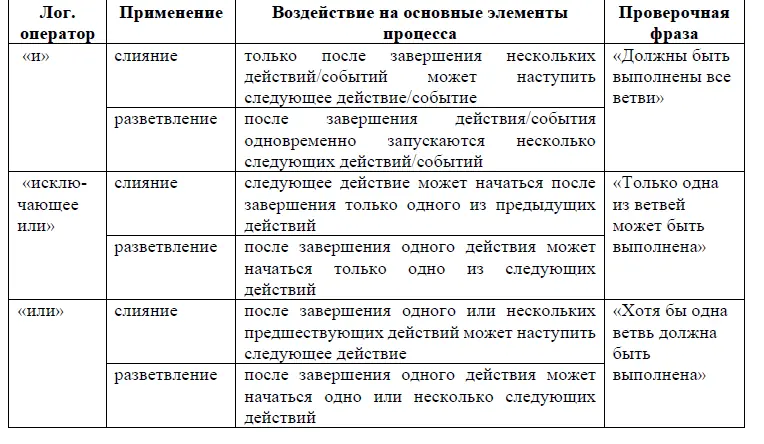 Лог. оператор
Применение
Воздействие на основные элементы процесса
Проверочная фраза
«и»
слияние
только после завершения нескольких
действий/событий может наступить
следующее действие/событие
«Должны быть
выполнены все
ветви»
разветвление
после завершения действия/события
одновременно запускаются несколько
следующих действий/событий
«исклю-
чающее
или»
слияние
следующее действие может начаться после
завершения только одного из предыдущих
действий
«Только одна
из ветвей
может быть
выполнена»
разветвление
после завершения одного действия может
начаться только одно из следующих
действий
«или»
слияние
после завершения одного или нескольких
предшествующих действий может наступить
следующее действие
«Хотя бы одна
ветвь должна
быть
выполнена»
разветвление
после завершения одного действия может
начаться одно или несколько следующих
действий